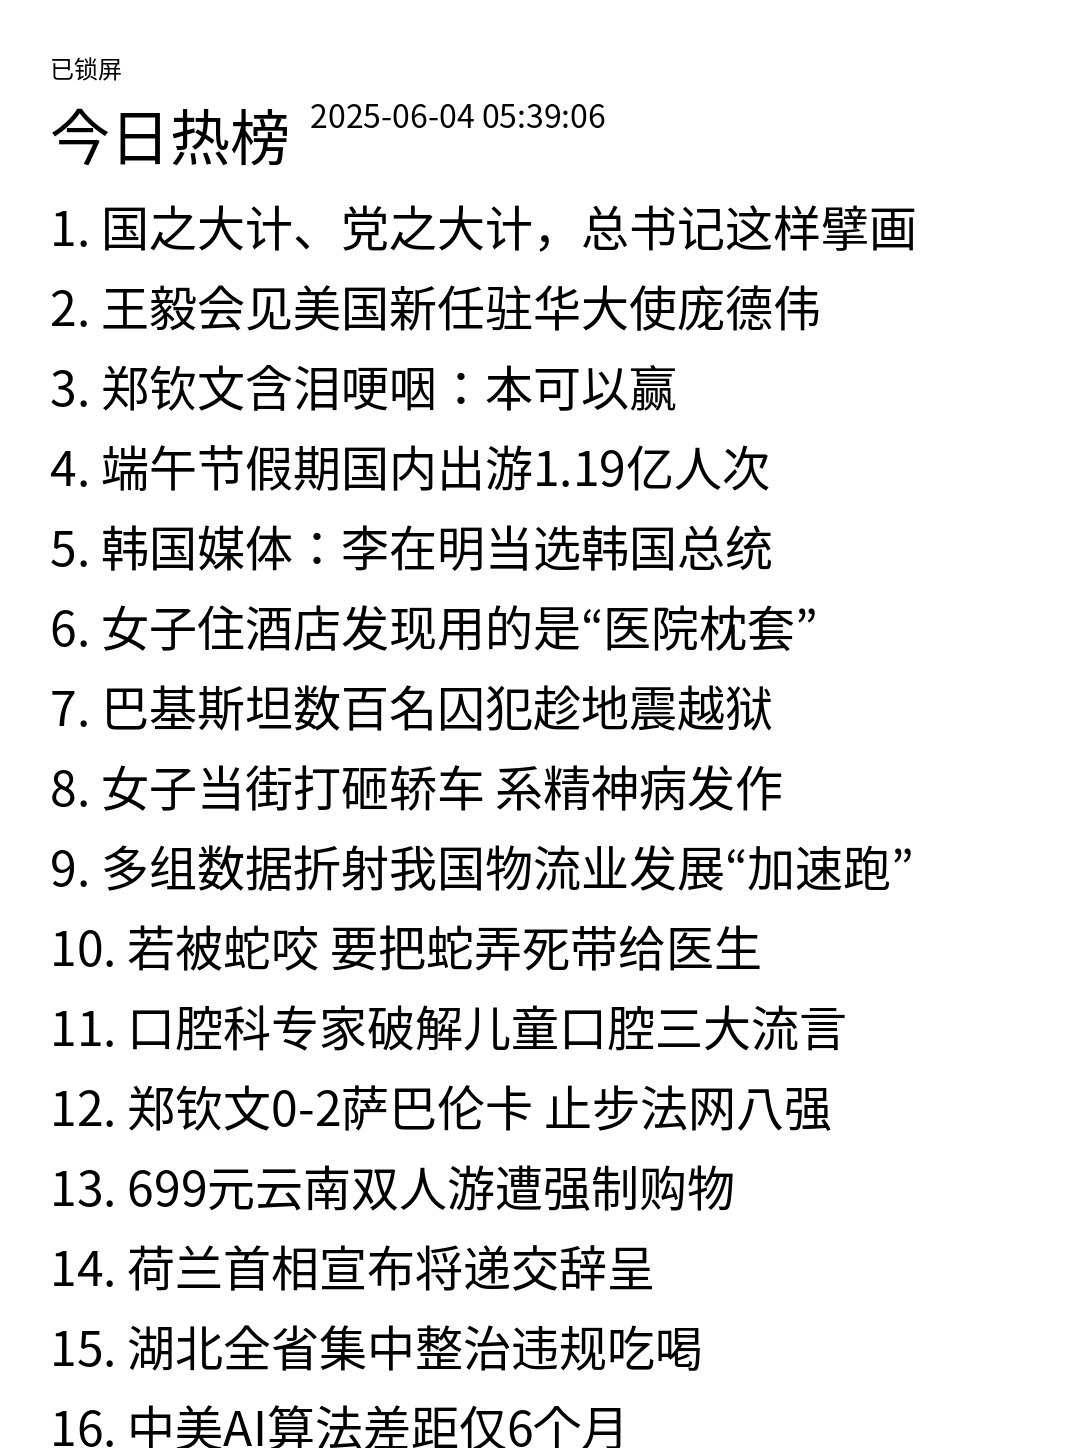 已锁屏
今日热榜 2025-06-04 05:39:06
1. 国之大计、党之大计，总书记这样擘画
2. 王毅会见美国新任驻华大使庞德伟
3. 郑钦文含泪哽咽：本可以赢
4. 端午节假期国内出游1.19亿人次
5. 韩国媒体：李在明当选韩国总统
6. 女子住酒店发现用的是“医院枕套”
7. 巴基斯坦数百名囚犯趁地震越狱
8. 女子当街打砸轿车 系精神病发作
9. 多组数据折射我国物流业发展“加速跑”
10. 若被蛇咬 要把蛇弄死带给医生
11. 口腔科专家破解儿童口腔三大流言
12. 郑钦文0-2萨巴伦卡 止步法网八强
13. 699元云南双人游遭强制购物
14. 荷兰首相宣布将递交辞呈
15. 湖北全省集中整治违规吃喝
16. 中美AI算法差距仅6个月